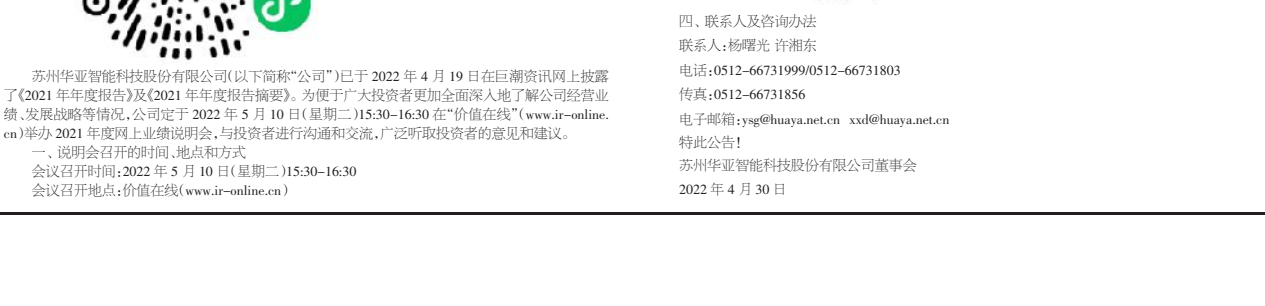 苏州华亚智能科技股份有限公司(以下简称“公司”)已于 2022 年 4 月 19 日在巨潮资讯网上披露
了《2021 年年度报告》及《2021 年年度报告摘要》。为便于广大投资者更加全面深入地了解公司经营业
绩、发展战略等情况,公司定于 2022 年 5 月 10 日(星期二)15:30-16:30 在“价值在线”(www.ir-online.
cn)举办 2021 年度网上业绩说明会,与投资者进行沟通和交流,广泛听取投资者的意见和建议。
一、说明会召开的时间、地点和方式
会议召开时间:2022 年 5 月 10 日(星期二)15:30-16:30
会议召开地点:价值在线(www.ir-online.cn)
四、联系人及咨询办法
联系人:杨曙光 许湘东
电话:0512-66731999/0512-66731803
传真:0512-66731856
电子邮箱:ysg@huaya.net.cn xxd@huaya.net.cn
特此公告!
苏州华亚智能科技股份有限公司董事会
2022 年 4 月 30 日